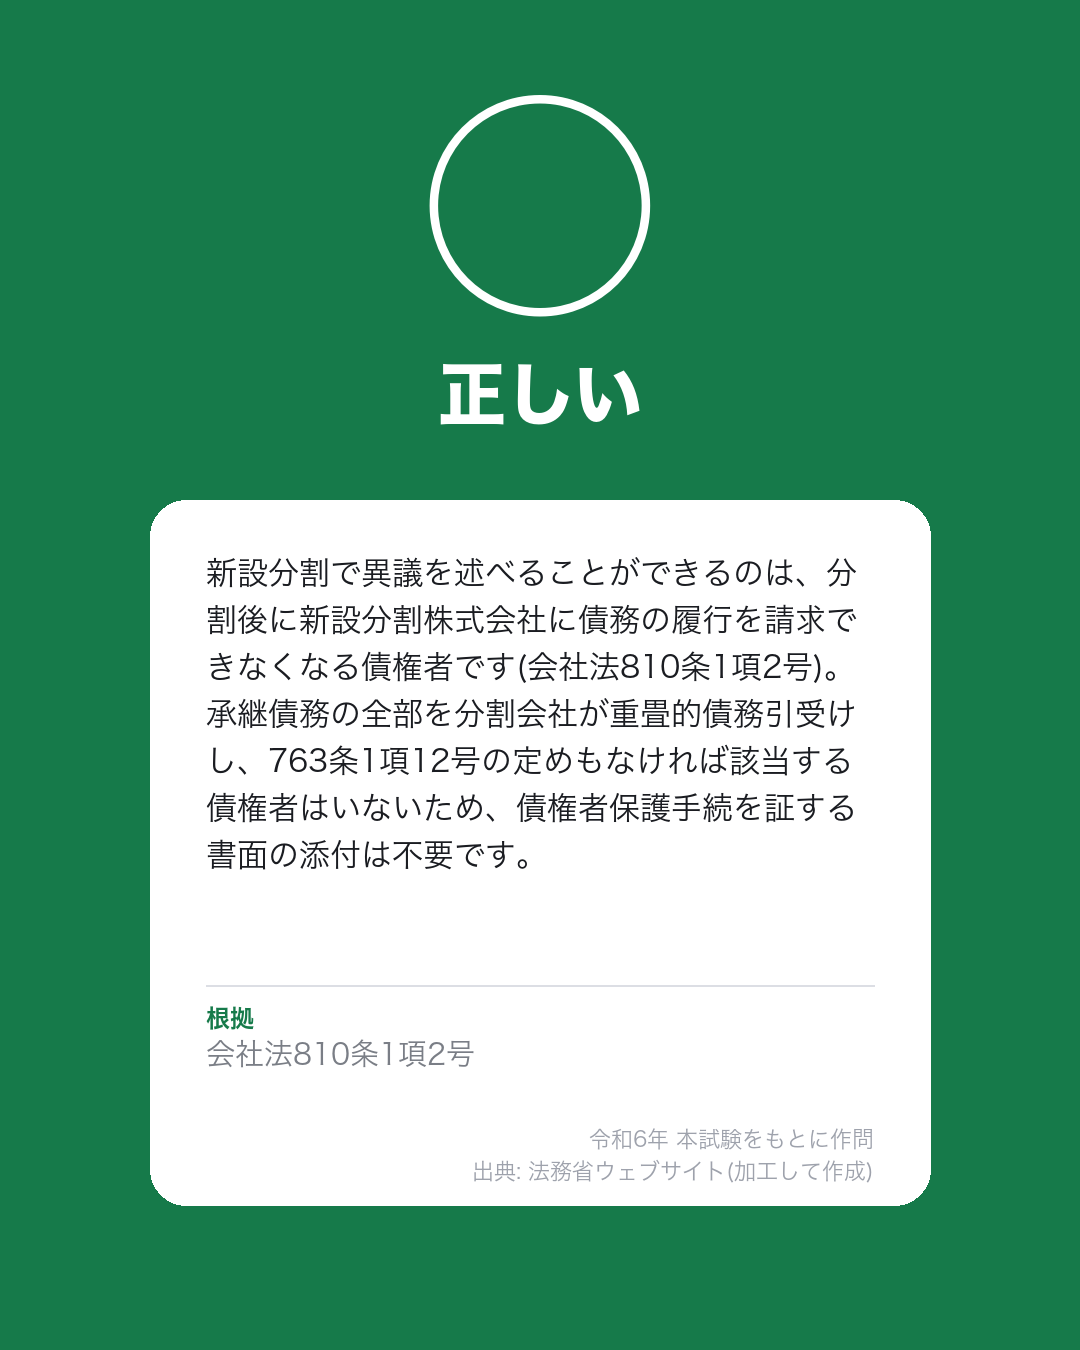 正しい
新設分割で異議を述べることができるのは、分
割後に新設分割株式会社に債務の履行を請求で
きなくなる債権者です(会社法810条1項2号)。
承継債務の全部を分割会社が重畳的債務引受け
し、763条1項12号の定めもなければ該当する
債権者はいないため、債権者保護手続を証する
書面の添付は不要です。
根拠
会社法810条1項2号
令和6年 本試験をもとに作問
出典: 法務省ウェブサイト(加工して作成)